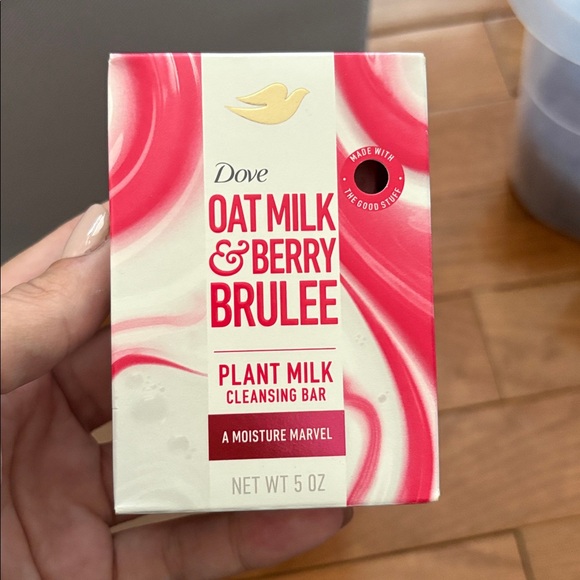 Dove
MADE WITH
THE GOOD STUFF
OAT MILK
& BERRY
BRULEE
PLANT MILK
CLEANSING BAR
A MOISTURE MARVEL
NET WT 5 OZ